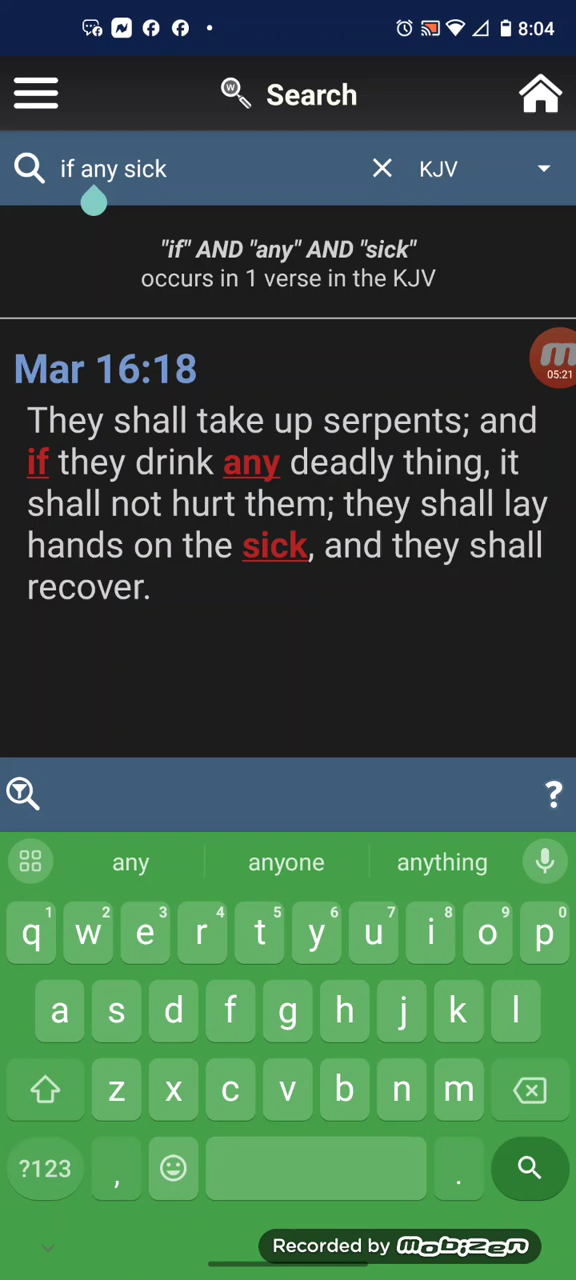 8:04
W Search
if any sick KJV
"if" AND "any" AND "sick"
occurs in 1 verse in the KJV
Mar 16:18
m
05:21
They shall take up serpents; and
if they drink any deadly thing, it
shall not hurt them; they shall lay
hands on the sick, and they shall
recover.
?
any anyone anything
1 2 3 4 5 6 7 8 9 0
q w e r t y u i o p
a s d f g h j k l
z x c v b n m
?123 , .
Recorded by mobizen